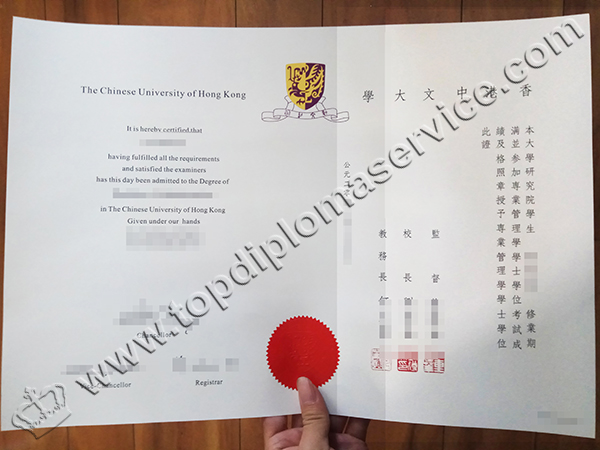 The Chinese University of Hong Kong
It is hereby certified that
having fulfilled all the requirements
and satisfied the examiners
has this day been admitted to the Degree of
in The Chinese University of Hong Kong
Given under our hands
Chancellor
Vice-Chancellor
Registrar
學大文中港香
本大學研究院學生 修業期
滿並參加專業管理學學士學位考試成
績及格照章授予專業管理學學士學位
此證
監督
校長
教務長
公元
www.topdiplomaservice.com